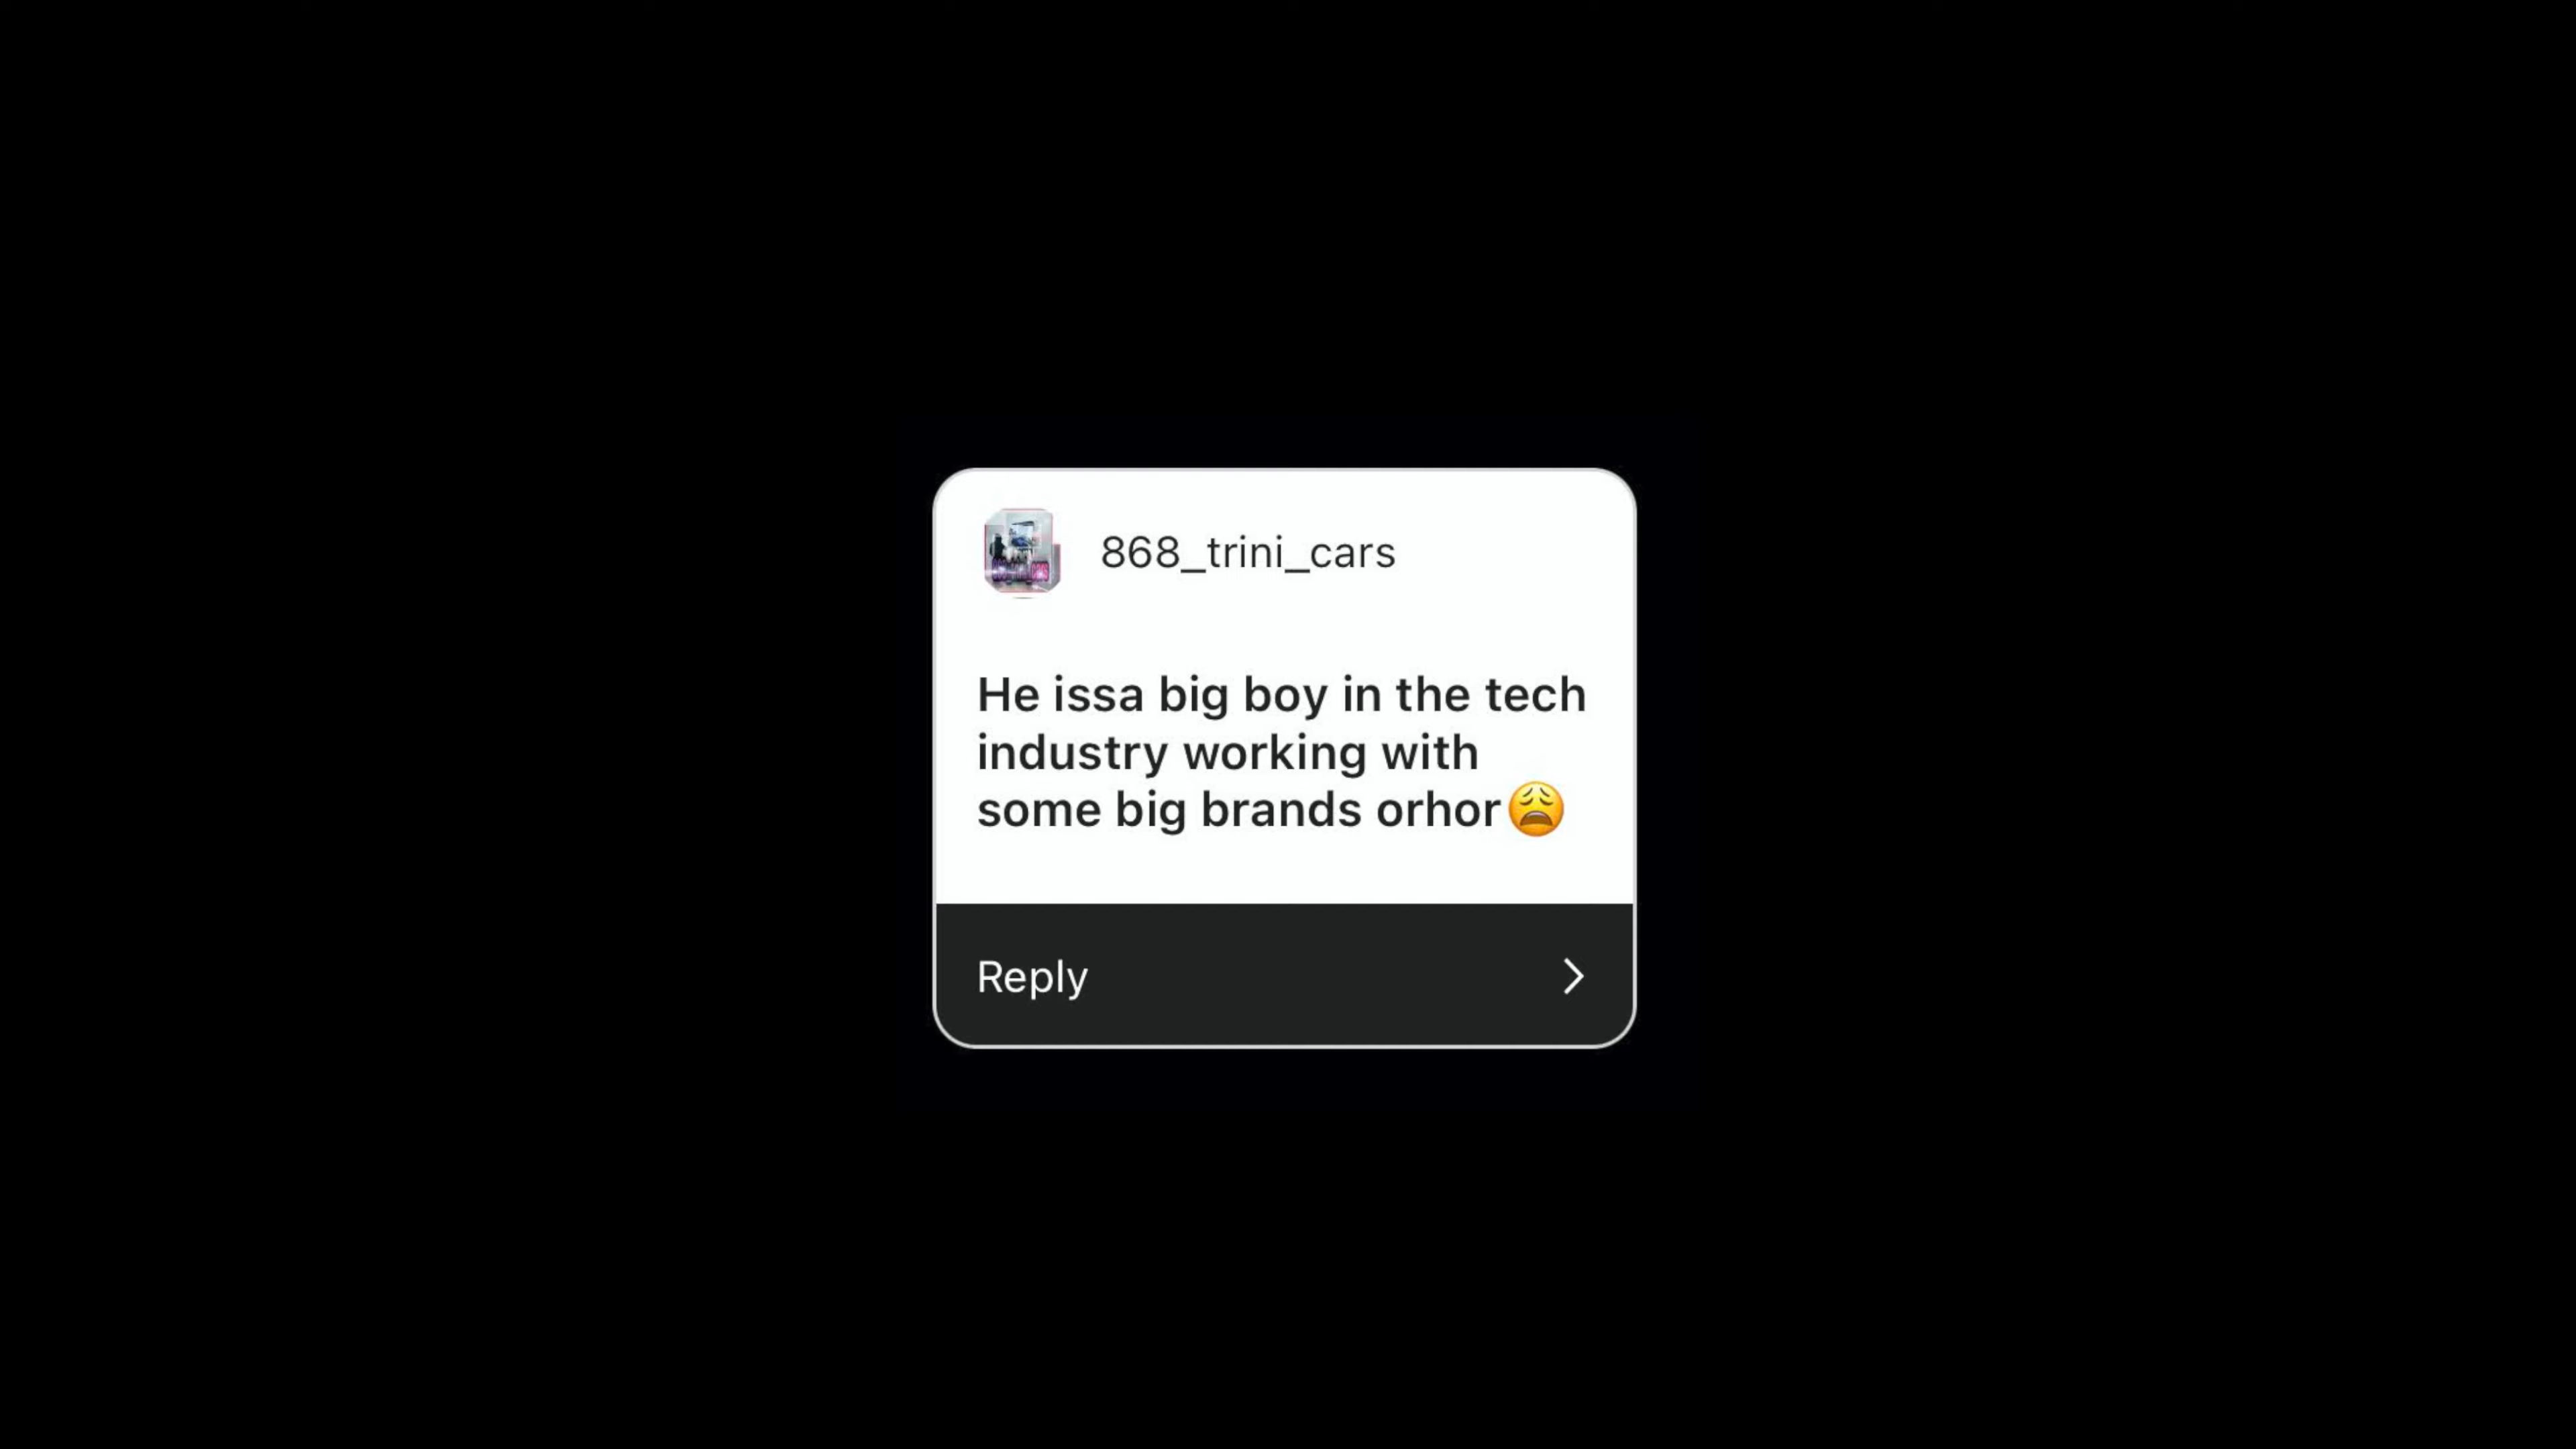 868_trini_cars
He issa big boy in the tech
industry working with
some big brands orhor😩
Reply